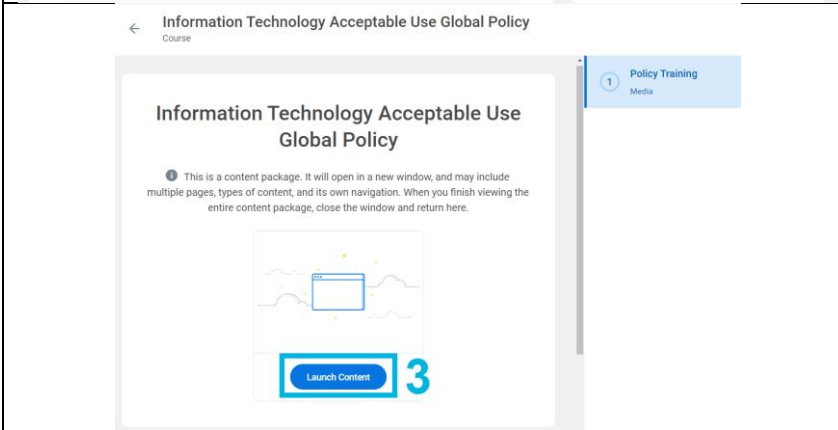 Information Technology Acceptable Use Global Policy
Course
1
Policy Training
Media
Information Technology Acceptable Use
Global Policy
This is a content package. It will open in a new window, and may include
multiple pages, types of content, and its own navigation. When you finish viewing the
entire content package, close the window and return here.
Launch Content
3